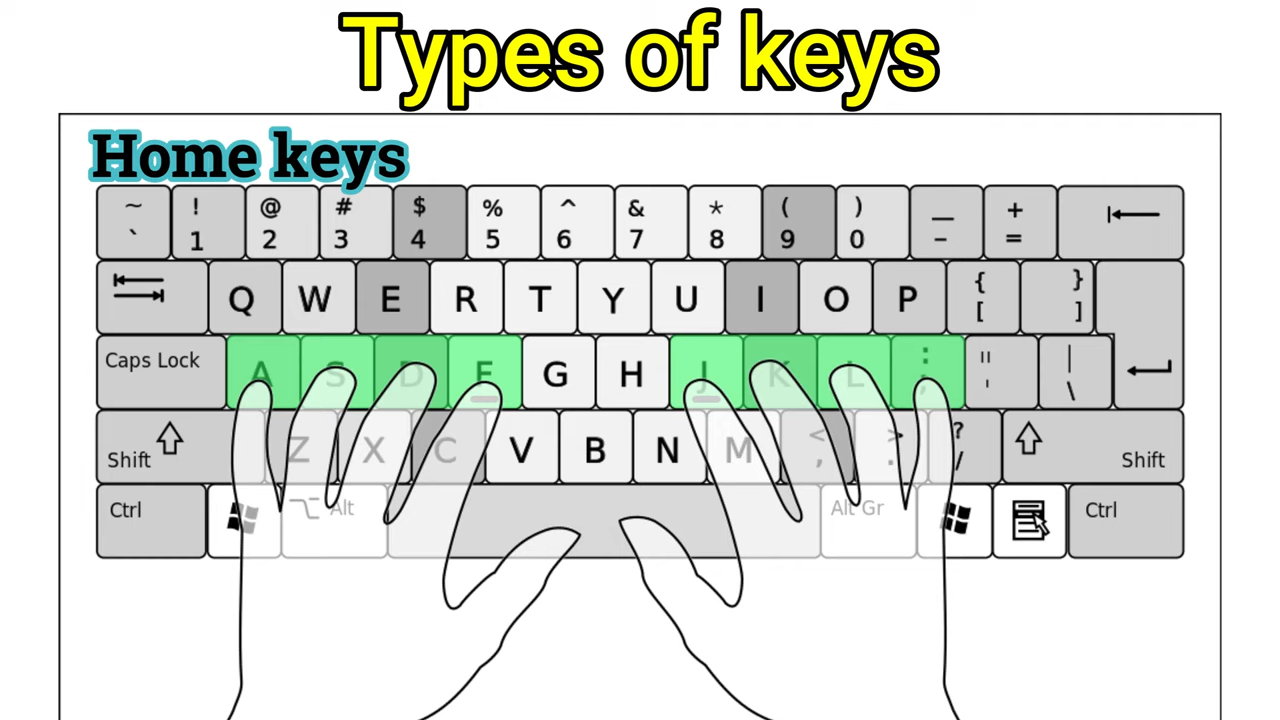 Types of keys
Home keys
~ ! @ # $ % ^ & * ( ) _ +
` 1 2 3 4 5 6 7 8 9 0 - =
Q W E R T Y U I O P { [ } ]
Caps Lock A S D F G H J K L : ; " ' | \
Shift Z X C V B N M < , > . ? / Shift
Ctrl Alt Alt Gr Ctrl